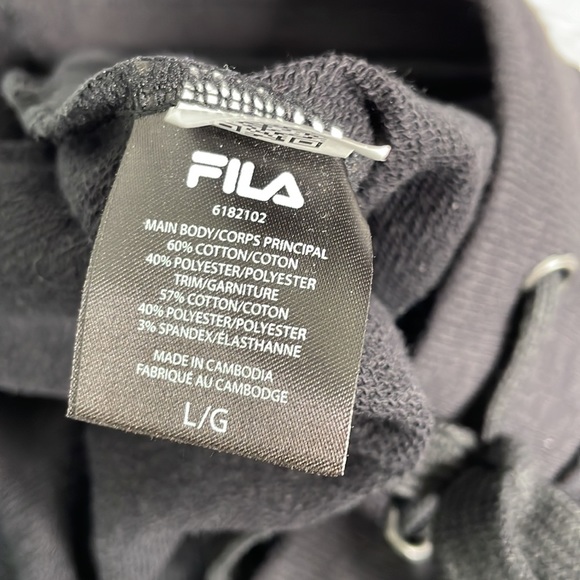 FILA
6182102
MAIN BODY/CORPS PRINCIPAL
60% COTTON/COTON
40% POLYESTER/POLYESTER
TRIM/GARNITURE
57% COTTON/COTON
40% POLYESTER/POLYESTER
3% SPANDEX/ÉLASTHANNE
MADE IN CAMBODIA
FABRIQUÉ AU CAMBODGE
L/G